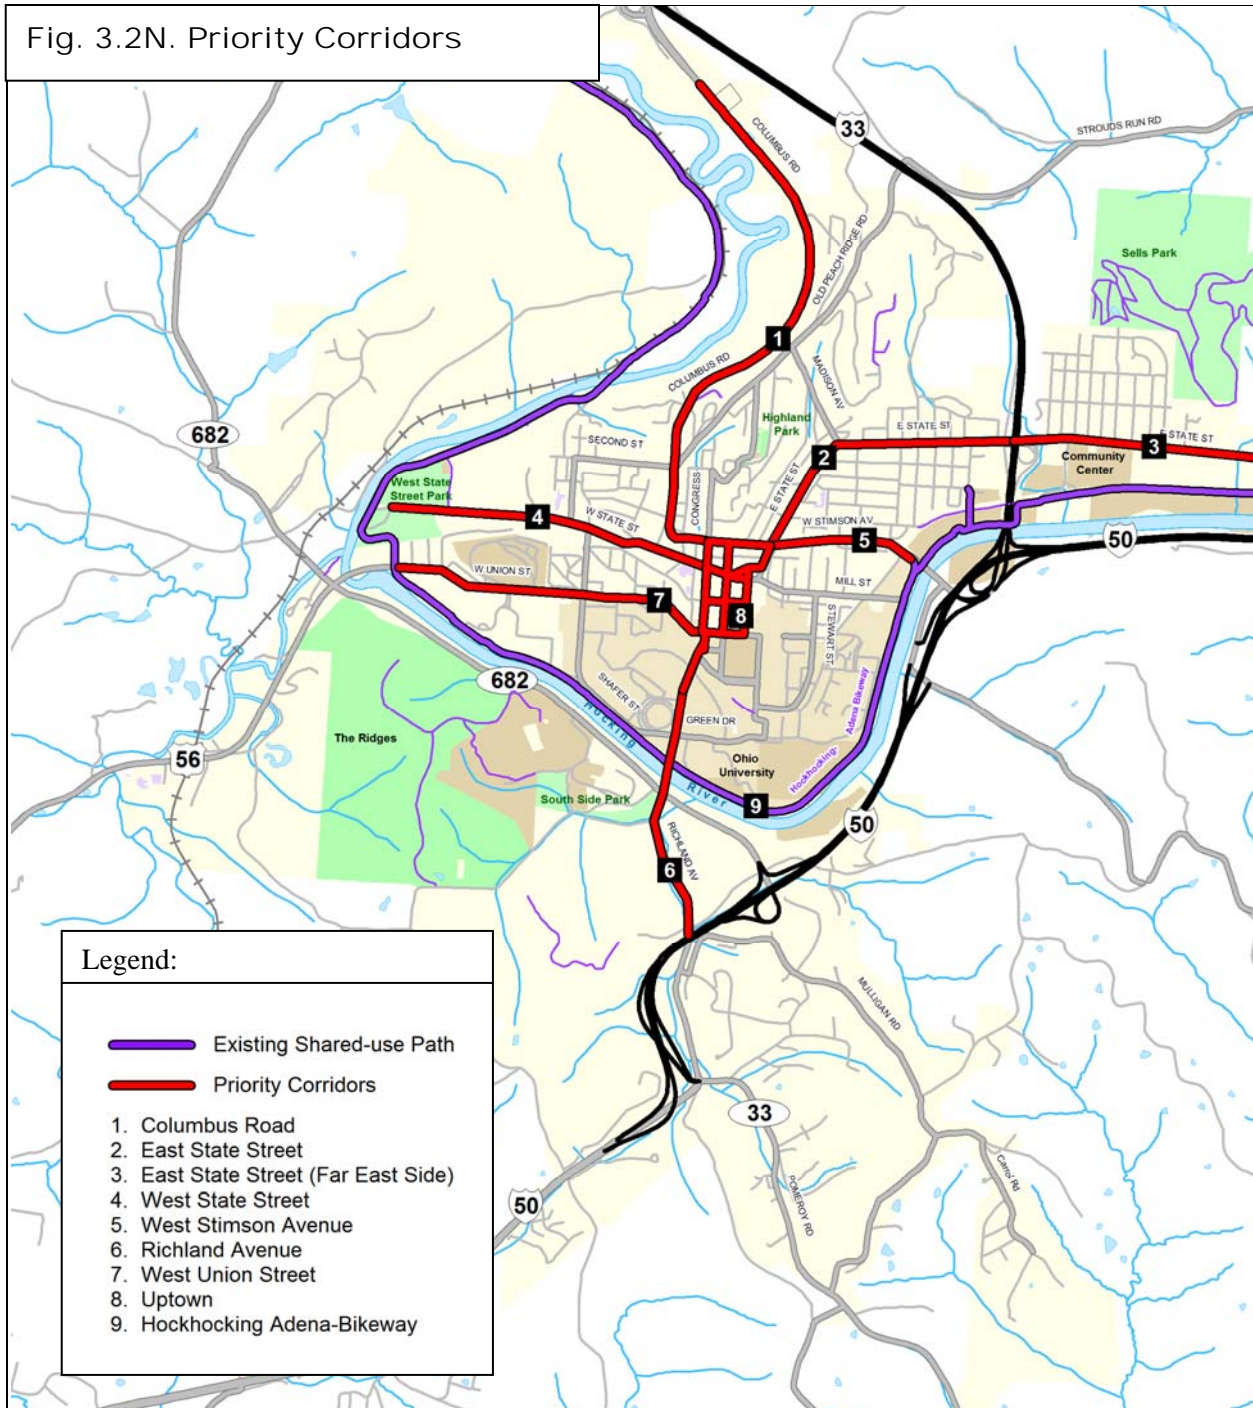 Fig. 3.2N. Priority Corridors
33
STROUDS RUN RD
COLUMBUS RD
OLD PEACH RIDGE RD
Sells Park
1
COLUMBUS RD
MADISON AV
682
Highland
Park
SECOND ST
E STATE ST
E STATE ST
3
2
Community
Center
West State
Street Park
CONGRESS
E STATE ST
4
W STATE ST
W STIMSON AV
5
50
W UNION ST
MILL ST
7
8
STEWART ST
682
SHAFER ST
GREEN DR
Hocking
River
Hockhocking-
Adena Bikeway
The Ridges
56
Ohio
University
South Side Park
9
50
RICHLAND AV
6
MULLIGAN RD
33
POMEROY RD
Carrol Rd
50
Legend:
Existing Shared-use Path
Priority Corridors
1. Columbus Road
2. East State Street
3. East State Street (Far East Side)
4. West State Street
5. West Stimson Avenue
6. Richland Avenue
7. West Union Street
8. Uptown
9. Hockhocking Adena-Bikeway